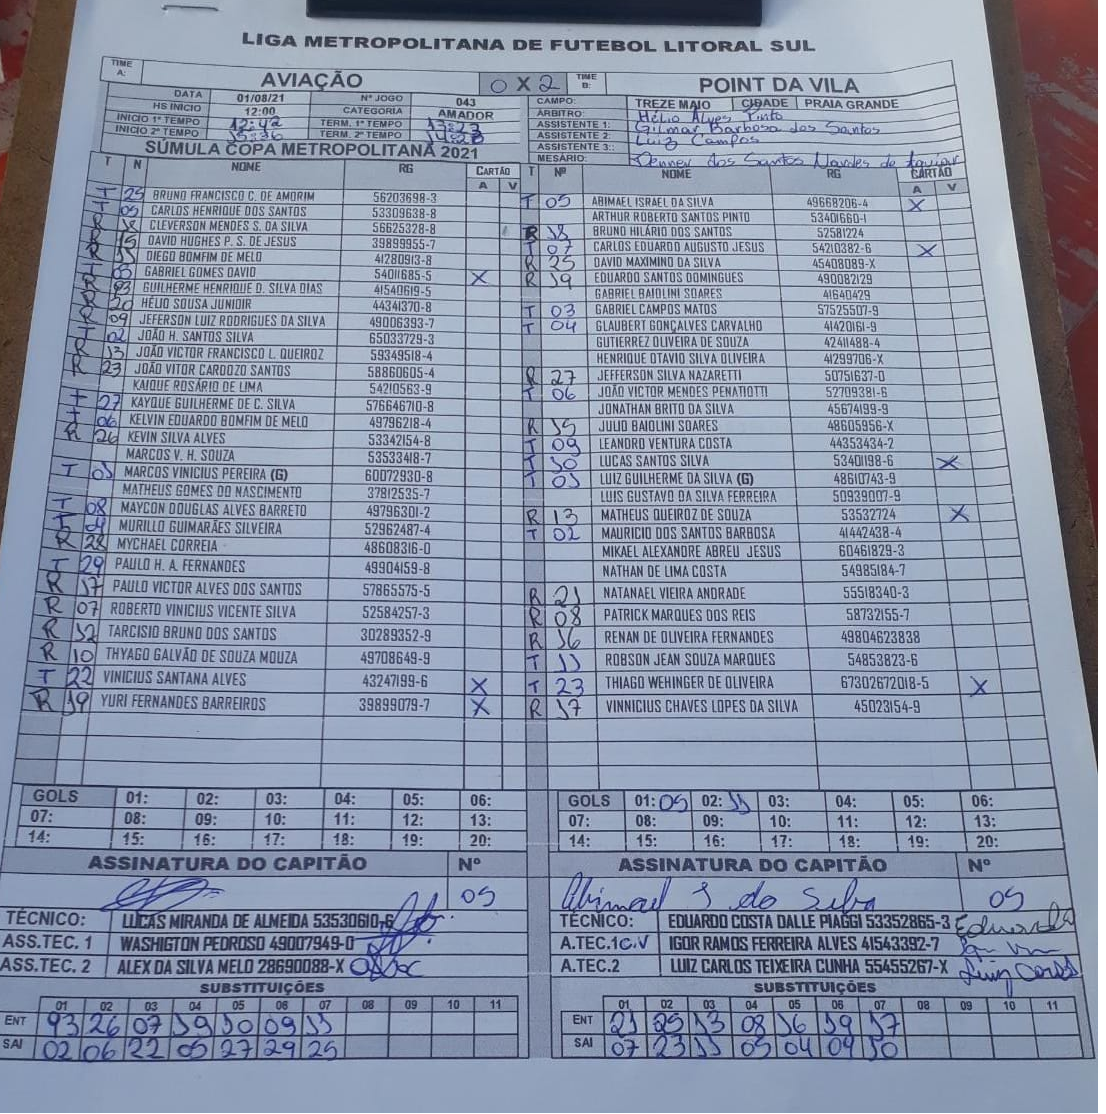 LIGA METROPOLITANA DE FUTEBOL LITORAL SUL
TIME A: AVIAÇÃO 0 X 2 TIME B: POINT DA VILA
DATA 01/08/21 Nº JOGO 043 CAMPO: TREZE MAIO CIDADE PRAIA GRANDE
HS INICIO 12:00 CATEGORIA AMADOR ARBITRO: Hélio Alves Pinto
INICIO 1º TEMPO 12:42 TERM. 1º TEMPO 13:23 ASSISTENTE 1: Gilmar Barbosa dos Santos
INICIO 2º TEMPO TERM. 2º TEMPO ASSISTENTE 2: Luiz Campos
SÚMULA COPA METROPOLITANA 2021 ASSISTENTE 3::
MESÁRIO: dos Santos de
T N NOME RG CARTÃO T Nº NOME RG CARTÃO
A V A V
T 25 BRUNO FRANCISCO C. DE AMORIM 56203698-3 T 05 ABIMAEL ISRAEL DA SILVA 49668206-4 X
T 05 CARLOS HENRIQUE DOS SANTOS 53309638-8 ARTHUR ROBERTO SANTOS PINTO 53401660-1
R 18 CLEVERSON MENDES S. DA SILVA 56625328-8 R 18 BRUNO HILÁRIO DOS SANTOS 52581224
R 15 DAVID HUGHES P. S. DE JESUS 39899955-7 T 07 CARLOS EDUARDO AUGUSTO JESUS 54210382-6 X
R 11 DIEGO BOMFIM DE MELO 41280913-8 R 25 DAVID MAXIMINO DA SILVA 45408089-X
T 03 GABRIEL GOMES DAVID 54011685-5 X R 19 EDUARDO SANTOS DOMINGUES 490082129
R 93 GUILHERME HENRIQUE D. SILVA DIAS 41540619-5 GABRIEL BAIOLINI SOARES 41640429
R 20 HÉLIO SOUSA JUNIOIR 44341370-8 T 03 GABRIEL CAMPOS MATOS 57525507-9
R 09 JEFERSON LUIZ RODRIGUES DA SILVA 49006393-7 T 04 GLAUBERT GONÇALVES CARVALHO 41420161-9
T 02 JOÃO H. SANTOS SILVA 65033729-3 GUTIERREZ OLIVEIRA DE SOUZA 42411488-4
R 13 JOÃO VICTOR FRANCISCO L. QUEIROZ 59349518-4 HENRIQUE OTAVIO SILVA OLIVEIRA 41299706-X
R 23 JOÃO VITOR CARDOZO SANTOS 58860605-4 R 27 JEFFERSON SILVA NAZARETTI 50751637-0
KAIQUE ROSÁRIO DE LIMA 54210563-9 T 06 JOÃO VICTOR MENDES PENATIOTTI 52709381-6
T 27 KAYQUE GUILHERME DE C. SILVA 576646710-8 JONATHAN BRITO DA SILVA 45674199-9
T 06 KELVIN EDUARDO BOMFIM DE MELO 49796218-4 R 15 JULIO BAIOLINI SOARES 48605956-X
R 26 KEVIN SILVA ALVES 53342154-8 T 09 LEANDRO VENTURA COSTA 44353434-2
MARCOS V. H. SOUZA 53533418-7 T 10 LUCAS SANTOS SILVA 53401198-6 X
T 01 MARCOS VINICIUS PEREIRA (G) 60072930-8 T 01 LUIZ GUILHERME DA SILVA (G) 48610743-9
MATHEUS GOMES DO NASCIMENTO 37812535-7 LUIS GUSTAVO DA SILVA FERREIRA 50939007-9
T 08 MAYCON DOUGLAS ALVES BARRETO 49796301-2 R 13 MATHEUS QUEIROZ DE SOUZA 53532724 X
T 04 MURILLO GUIMARÃES SILVEIRA 52962487-4 T 02 MAURICIO DOS SANTOS BARBOSA 41442438-4
R 28 MYCHAEL CORREIA 48608316-0 MIKAEL ALEXANDRE ABREU JESUS 60461829-3
T 29 PAULO H. A. FERNANDES 49904159-8 NATHAN DE LIMA COSTA 54985184-7
R 17 PAULO VICTOR ALVES DOS SANTOS 57865575-5 R 21 NATANAEL VIEIRA ANDRADE 55518340-3
R 07 ROBERTO VINICIUS VICENTE SILVA 52584257-3 R 08 PATRICK MARQUES DOS REIS 58732155-7
R 12 TARCISIO BRUNO DOS SANTOS 30289352-9 R 16 RENAN DE OLIVEIRA FERNANDES 49804623838
R 10 THYAGO GALVÃO DE SOUZA MOUZA 49708649-9 T 11 ROBSON JEAN SOUZA MARQUES 54853823-6
T 22 VINICIUS SANTANA ALVES 43247199-6 X T 23 THIAGO WEHINGER DE OLIVEIRA 67302672018-5 X
R 19 YURI FERNANDES BARREIROS 39899079-7 X R 17 VINNICIUS CHAVES LOPES DA SILVA 45023154-9
GOLS 01: 02: 03: 04: 05: 06: GOLS 01: 05 02: 11 03: 04: 05: 06:
07: 08: 09: 10: 11: 12: 13: 07: 08: 09: 10: 11: 12: 13:
14: 15: 16: 17: 18: 19: 20: 14: 15: 16: 17: 18: 19: 20:
ASSINATURA DO CAPITÃO Nº ASSINATURA DO CAPITÃO Nº
05 Abimael I da Silva 05
TÉCNICO: LUCAS MIRANDA DE ALMEIDA 53530610-6 TÉCNICO: EDUARDO COSTA DALLE PIAGGI 53352865-3 Eduardo
ASS.TEC. 1 WASHIGTON PEDROSO 49007949-0 A.TEC.1 C.V IGOR RAMOS FERREIRA ALVES 41543392-7
ASS.TEC. 2 ALEX DA SILVA MELO 28690088-X A.TEC.2 LUIZ CARLOS TEIXEIRA CUNHA 55455267-X Luiz Carlos
SUBSTITUIÇÕES SUBSTITUIÇÕES
01 02 03 04 05 06 07 08 09 10 11 01 02 03 04 05 06 07 08 09 10 11
ENT 93 26 07 19 10 09 11 ENT 21 25 13 08 16 19 17
SAI 02 06 22 05 27 29 25 SAI 07 23 11 03 04 09 10